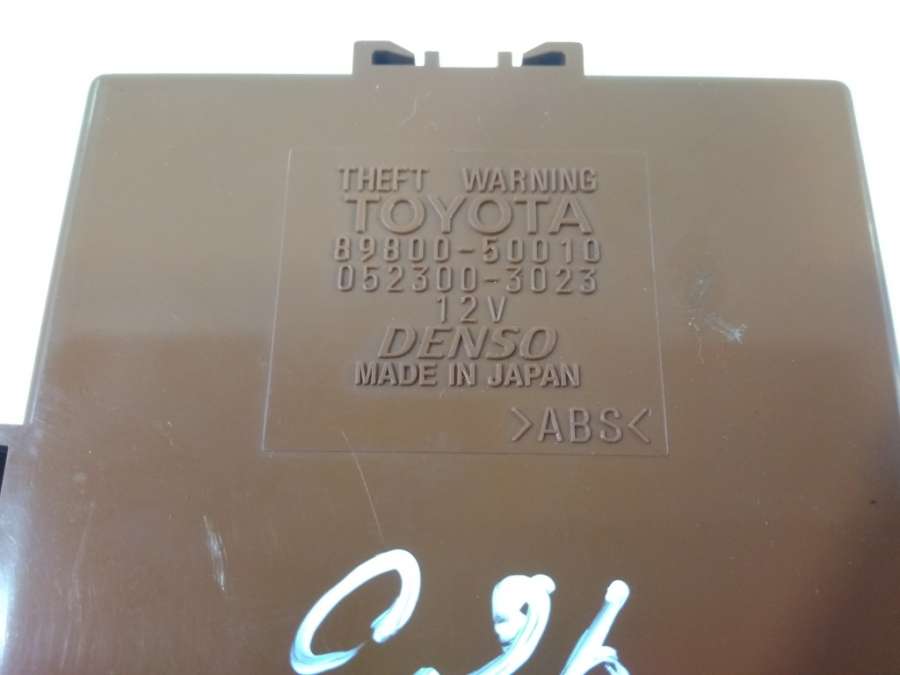 THEFT WARNING
TOYOTA
89800-50010
052300-3023
12V
DENSO
MADE IN JAPAN
>ABS<